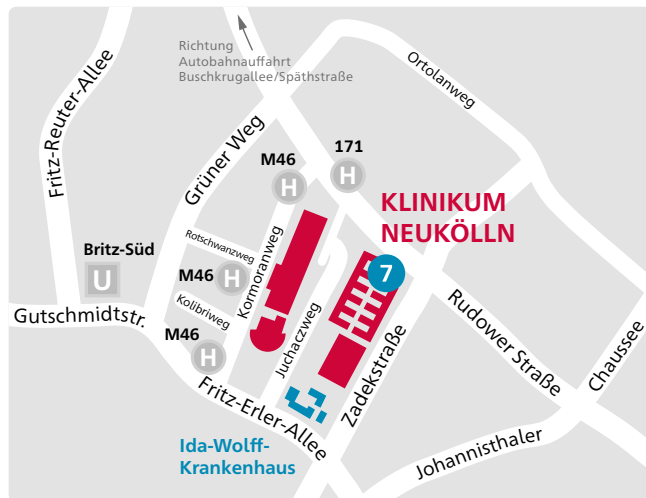 Richtung
Autobahnauffahrt
Buschkrugallee/Späthstraße
Fritz-Reuter-Allee
Ortolanweg
Grüner Weg
M46
171
H
H
KLINIKUM
NEUKÖLLN
Rotschwanzweg
Britz-Süd
U
M46
H
Kormoranweg
7
Kolibriweg
Gutschmidtstr.
M46
H
Juchaczweg
Rudower Straße
Zadekstraße
Chaussee
Fritz-Erler-Allee
Ida-Wolff-
Krankenhaus
Johannisthaler